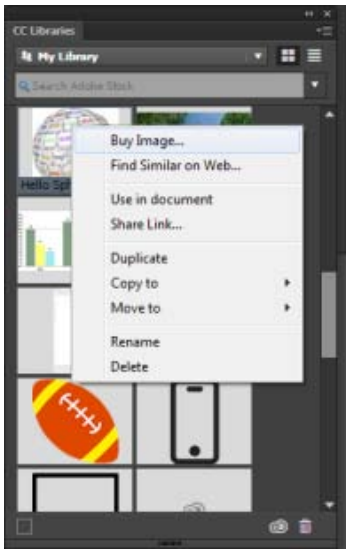 CC Libraries
My Library
Search Adobe Stock
Hello Sp
Buy Image...
Find Similar on Web...
Use in document
Share Link...
Duplicate
Copy to
Move to
Rename
Delete